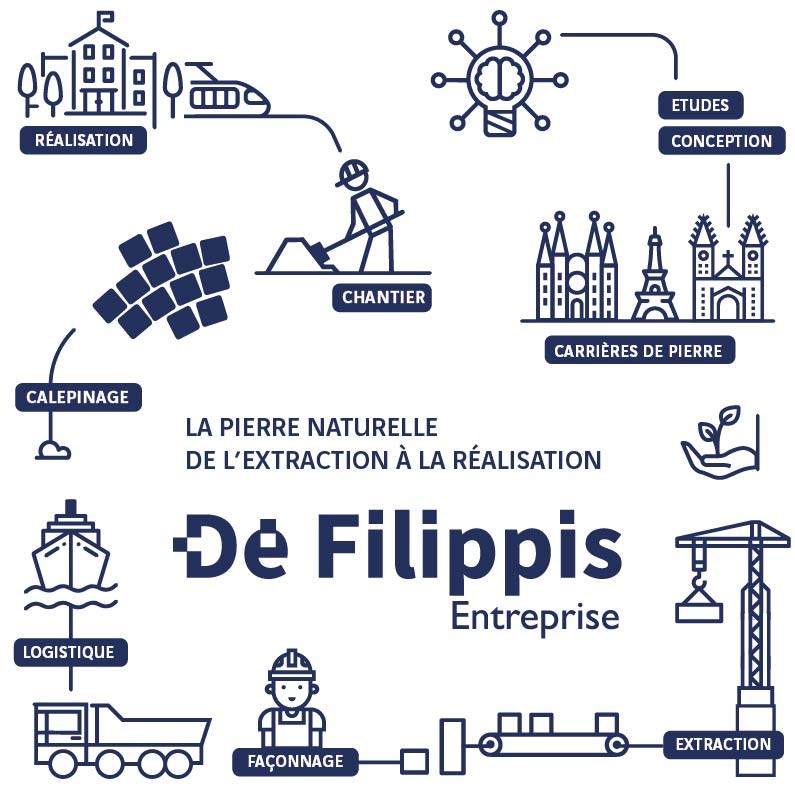 RÉALISATION
ETUDES
CONCEPTION
CHANTIER
CARRIÈRES DE PIERRE
CALEPINAGE
LA PIERRE NATURELLE
DE L'EXTRACTION À LA RÉALISATION
De Filippis
Entreprise
LOGISTIQUE
FAÇONNAGE
EXTRACTION